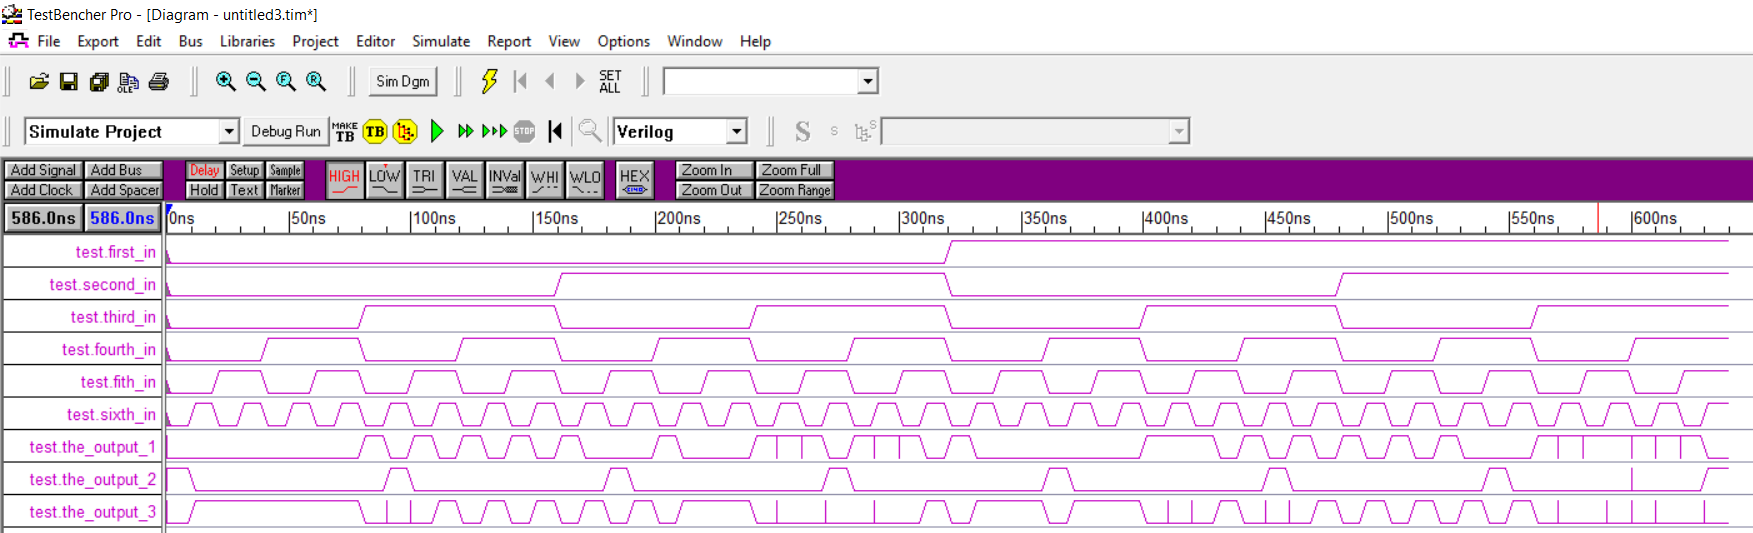 TestBencher Pro - [Diagram - untitled3.tim*]
File Export Edit Bus Libraries Project Editor Simulate Report View Options Window Help
OLE Sim Dgm SET ALL
Simulate Project Debug Run MAKE TB TB STOP Verilog S S S
Add Signal Add Bus Delay Setup Sample HIGH LOW TRI VAL INVal WHI WLO HEX Zoom In Zoom Full
Add Clock Add Spacer Hold Text Marker Zoom Out Zoom Range
586.0ns 586.0ns 0ns 50ns 100ns 150ns 200ns 250ns 300ns 350ns 400ns 450ns 500ns 550ns 600ns
test.first_in
test.second_in
test.third_in
test.fourth_in
test.fith_in
test.sixth_in
test.the_output_1
test.the_output_2
test.the_output_3